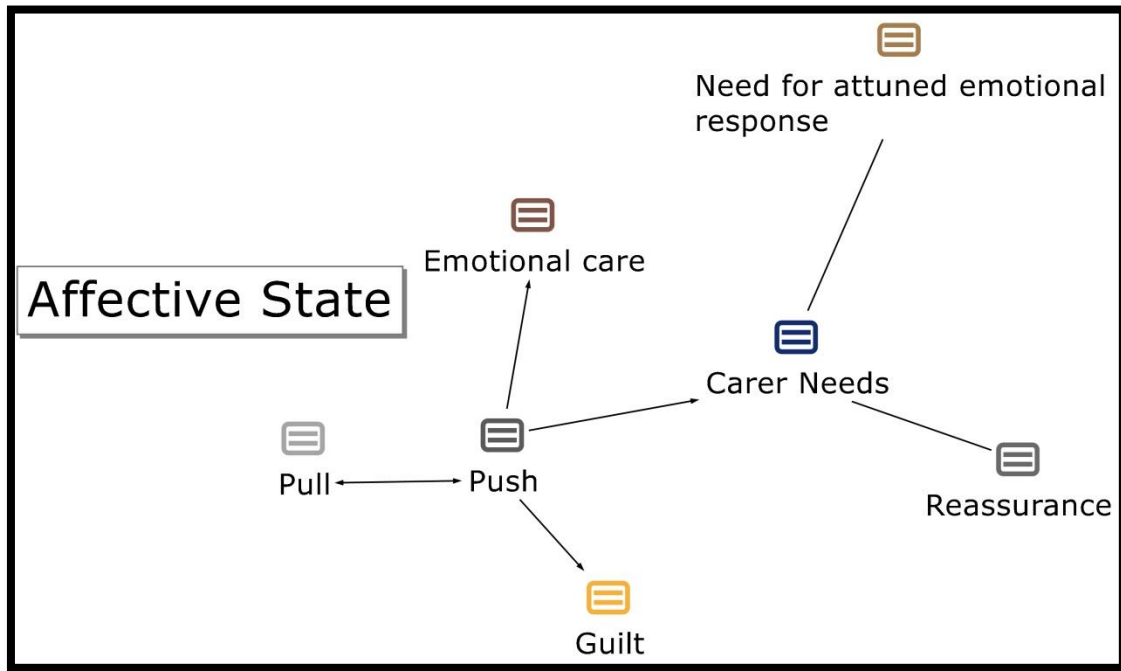 Need for attuned emotional
response
Emotional care
Affective State
Carer Needs
Pull
Push
Reassurance
Guilt